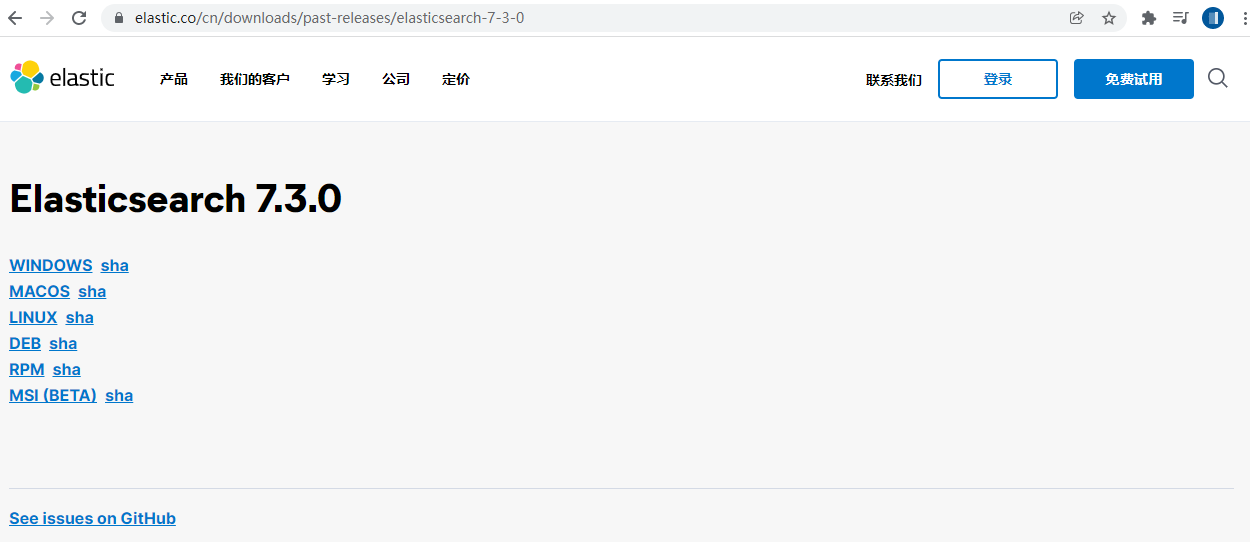 elastic.co/cn/downloads/past-releases/elasticsearch-7-3-0
elastic 产品 我们的客户 学习 公司 定价 联系我们 登录 免费试用
Elasticsearch 7.3.0
WINDOWS sha
MACOS sha
LINUX sha
DEB sha
RPM sha
MSI (BETA) sha
See issues on GitHub